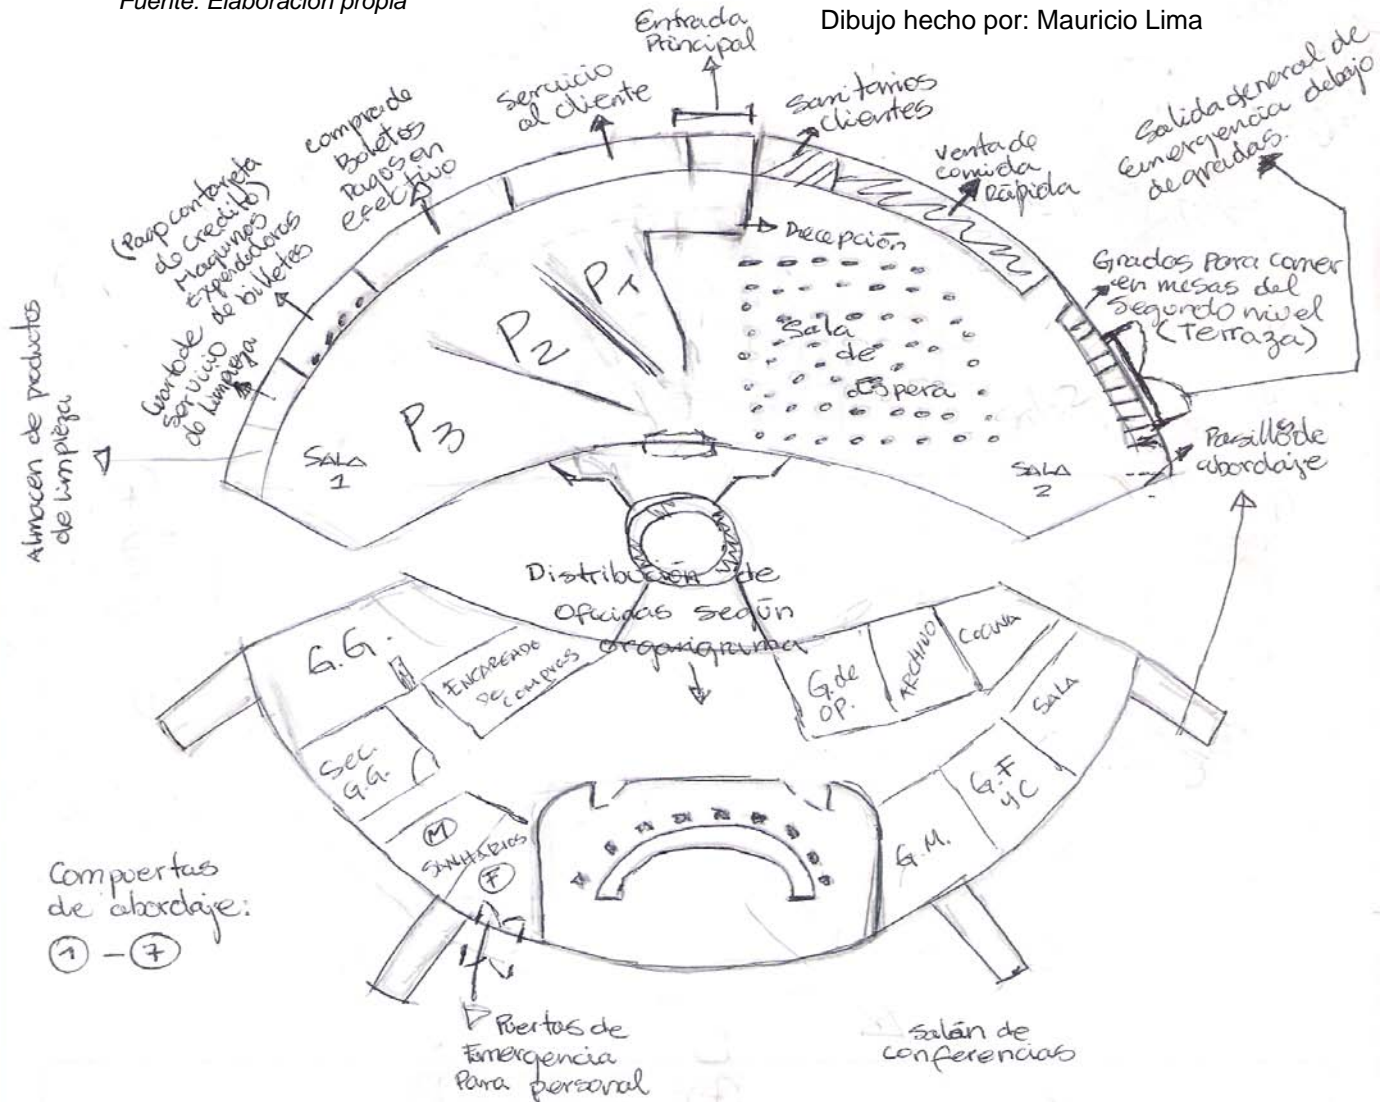 Fuente: Elaboración propia
Dibujo hecho por: Mauricio Lima
Entrada
Principal
Servicio
al cliente
compra de
Boletos
Pagos en
efectivo
(Pago con tarjeta
de crédito)
Maquinas
Expendedoras
de billetes
Cuarto de
servicio
de limpieza
Almacen de productos
de limpieza
Sanitarios
clientes
Venta de
comida
Rápida
Salida general de
Emergencia debajo
de gradas.
Gradas Para comer
en mesas del
Segundo nivel
(Terraza)
Pasillo de
abordaje
Recepción
P1
P2
P3
Sala
de
Espera
SALA
1
SALA
2
Distribución de
Oficinas según
organigrama
G.G.
ENCARGADO
DE COMPRAS
Sec.
G.G.
M
SANITARIOS
F
G. de
OP.
ARCHIVO
COCINA
SALA
G.F
y C
G.M.
Compuertas
de abordaje:
1 - 7
Puertas de
Emergencia
Para personal
Salón de
conferencias